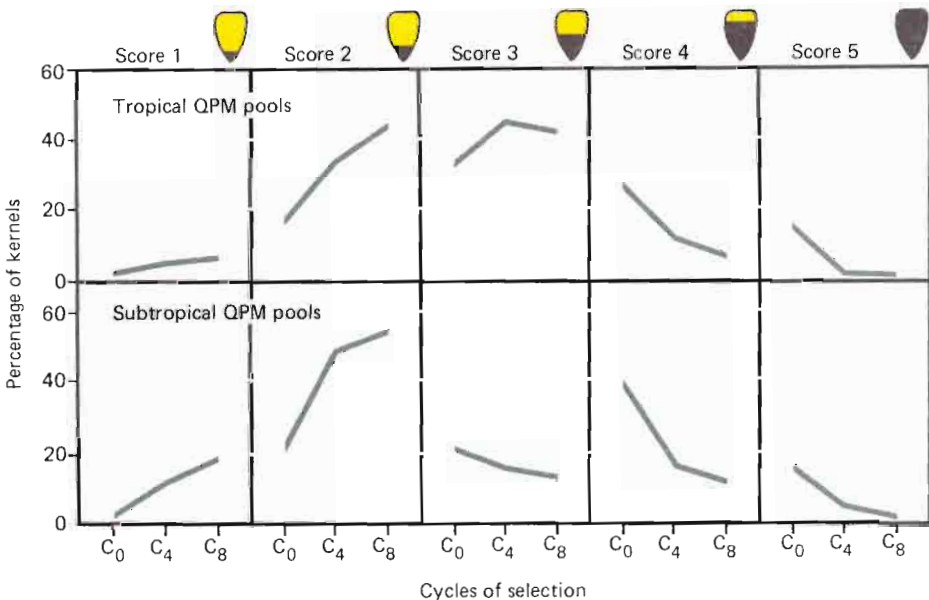 Score 1 Score 2 Score 3 Score 4 Score 5
60
Tropical QPM pools
40
20
0
60
Subtropical QPM pools
40
20
0
Percentage of kernels
C0 C4 C8 C0 C4 C8 C0 C4 C8 C0 C4 C8 C0 C4 C8
Cycles of selection